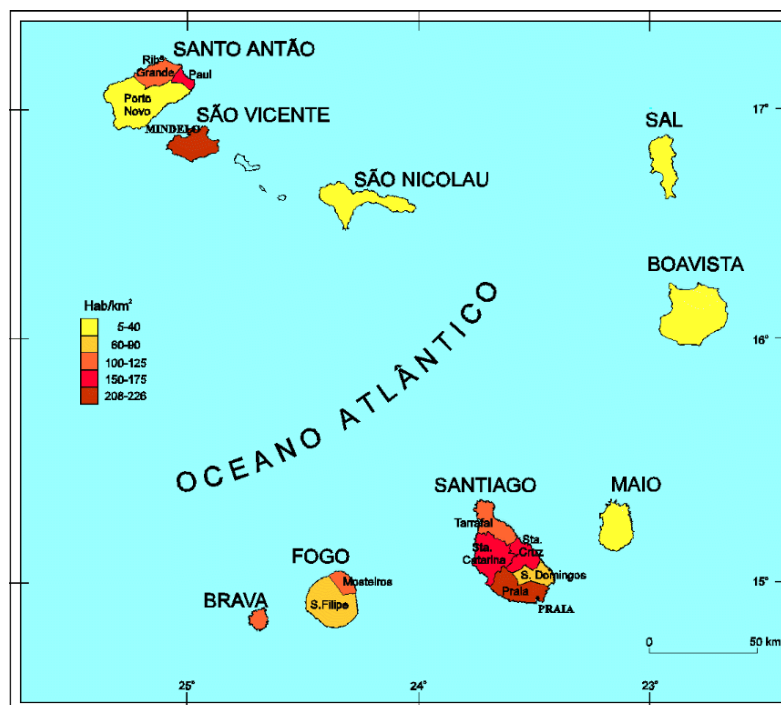 SANTO ANTÃO
Ribª
Grande
Paul
Porto
Novo
SÃO VICENTE
MINDELO
SÃO NICOLAU
SAL
BOAVISTA
17°
16°
15°
Hab/km²
5-40
60-90
100-125
150-175
208-226
OCEANO ATLÂNTICO
SANTIAGO
Tarrafal
Sta.
Catarina
Sta.
Cruz
S. Domingos
Praia
PRAIA
MAIO
FOGO
Mosteiros
S.Filipe
BRAVA
0 50 km
25°
24°
23°